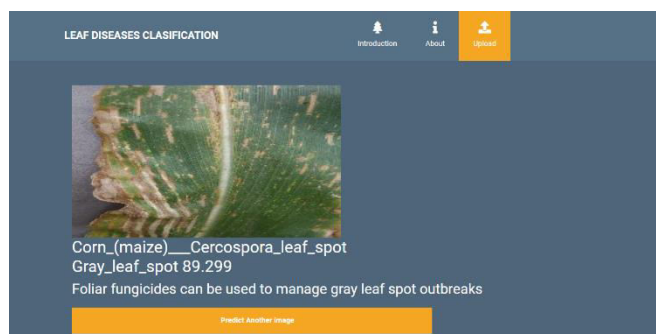 LEAF DISEASES CLASIFICATION
Introduction
About
Upload
Corn_(maize)___Cercospora_leaf_spot
Gray_leaf_spot 89.299
Foliar fungicides can be used to manage gray leaf spot outbreaks
Predict Another image